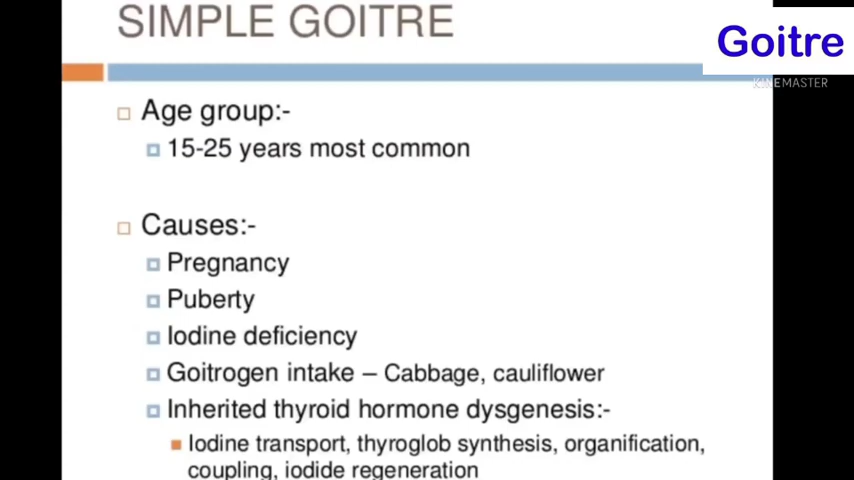 SIMPLE GOITRE
Goitre
KINEMASTER
Age group:-
15-25 years most common
Causes:-
Pregnancy
Puberty
Iodine deficiency
Goitrogen intake – Cabbage, cauliflower
Inherited thyroid hormone dysgenesis:-
Iodine transport, thyroglob synthesis, organification,
coupling, iodide regeneration